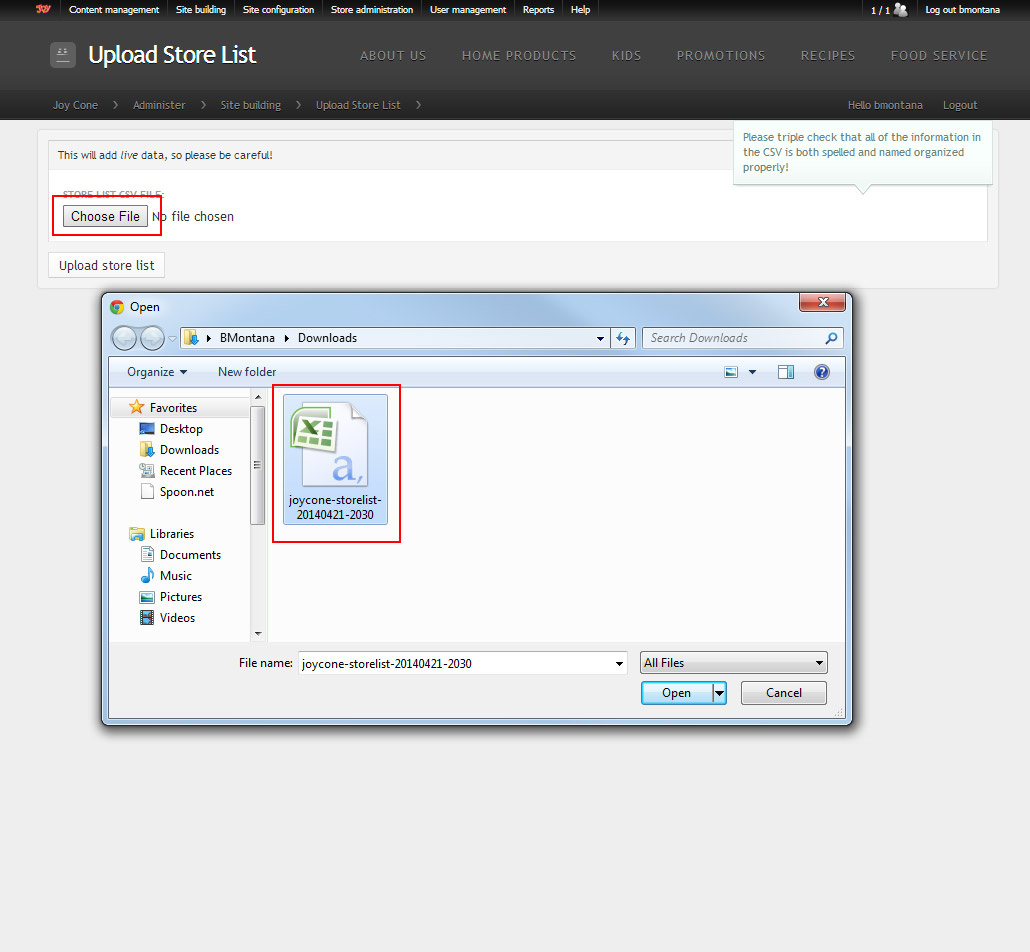 JOY Content management Site building Site configuration Store administration User management Reports Help 1 / 1 Log out bmontana
Upload Store List ABOUT US HOME PRODUCTS KIDS PROMOTIONS RECIPES FOOD SERVICE
Joy Cone Administer Site building Upload Store List Hello bmontana Logout
Please triple check that all of the information in
the CSV is both spelled and named organized
properly!
This will add live data, so please be careful!
STORE LIST CSV FILE:
Choose File No file chosen
Upload store list
Open
BMontana Downloads Search Downloads
Organize New folder
Favorites
Desktop
Downloads
Recent Places
Spoon.net
Libraries
Documents
Music
Pictures
Videos
a,
joycone-storelist-
20140421-2030
File name: joycone-storelist-20140421-2030 All Files
Open Cancel